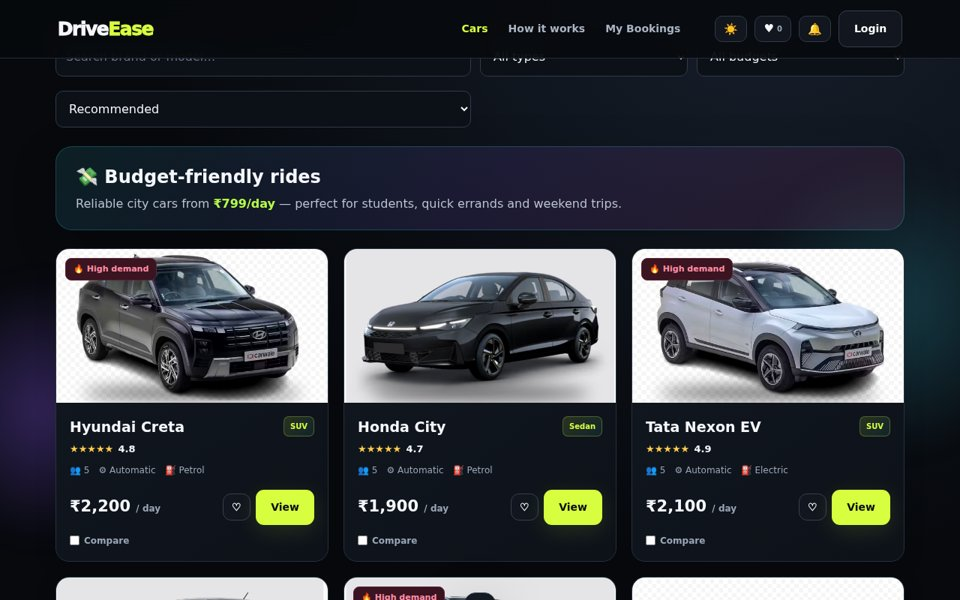 DriveEase
Cars
How it works
My Bookings
☀️
♥ 0
🔔
Login
Search brand or model...
All types
All budgets
Recommended
💸 Budget-friendly rides
Reliable city cars from ₹799/day — perfect for students, quick errands and weekend trips.
🔥 High demand
carwale
Hyundai Creta
SUV
★★★★★ 4.8
👥 5 ⚙ Automatic ⛽ Petrol
₹2,200 / day
♡
View
Compare
Honda City
Sedan
★★★★★ 4.7
👥 5 ⚙ Automatic ⛽ Petrol
₹1,900 / day
♡
View
Compare
🔥 High demand
carwale
Tata Nexon EV
SUV
★★★★★ 4.9
👥 5 ⚙ Automatic ⛽ Electric
₹2,100 / day
♡
View
Compare
🔥 High demand